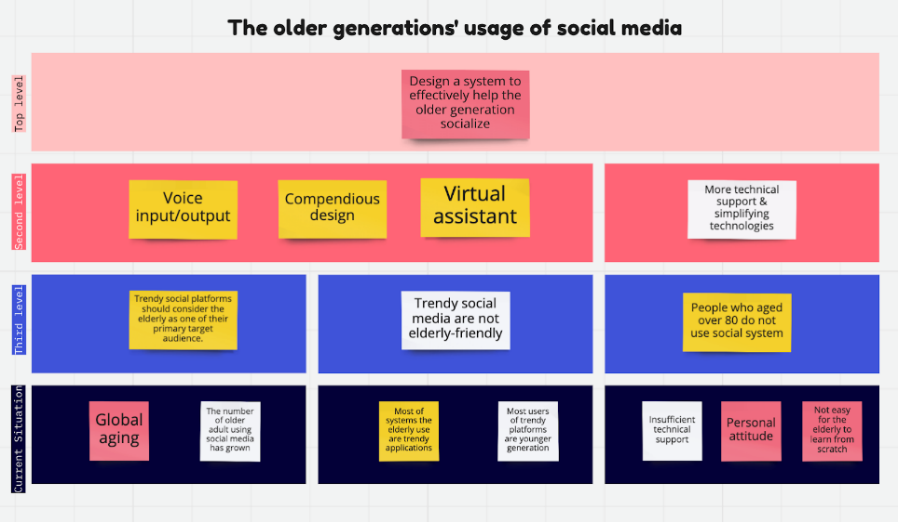 The older generations' usage of social media
Top level
Design a system to
effectively help the
older generation
socialize
Second level
Voice
input/output
Compendious
design
Virtual
assistant
More technical
support &
simplifying
technologies
Third level
Trendy social platforms
should consider the
elderly as one of their
primary target
audience.
Trendy social
media are not
elderly-friendly
People who aged
over 80 do not
use social system
Current Situation
Global
aging
The number
of older
adult using
social media
has grown
Most of
systems the
elderly use
are trendy
applications
Most users
of trendy
platforms
are younger
generation
Insufficient
technical
support
Personal
attitude
Not easy
for the
elderly to
learn from
scratch